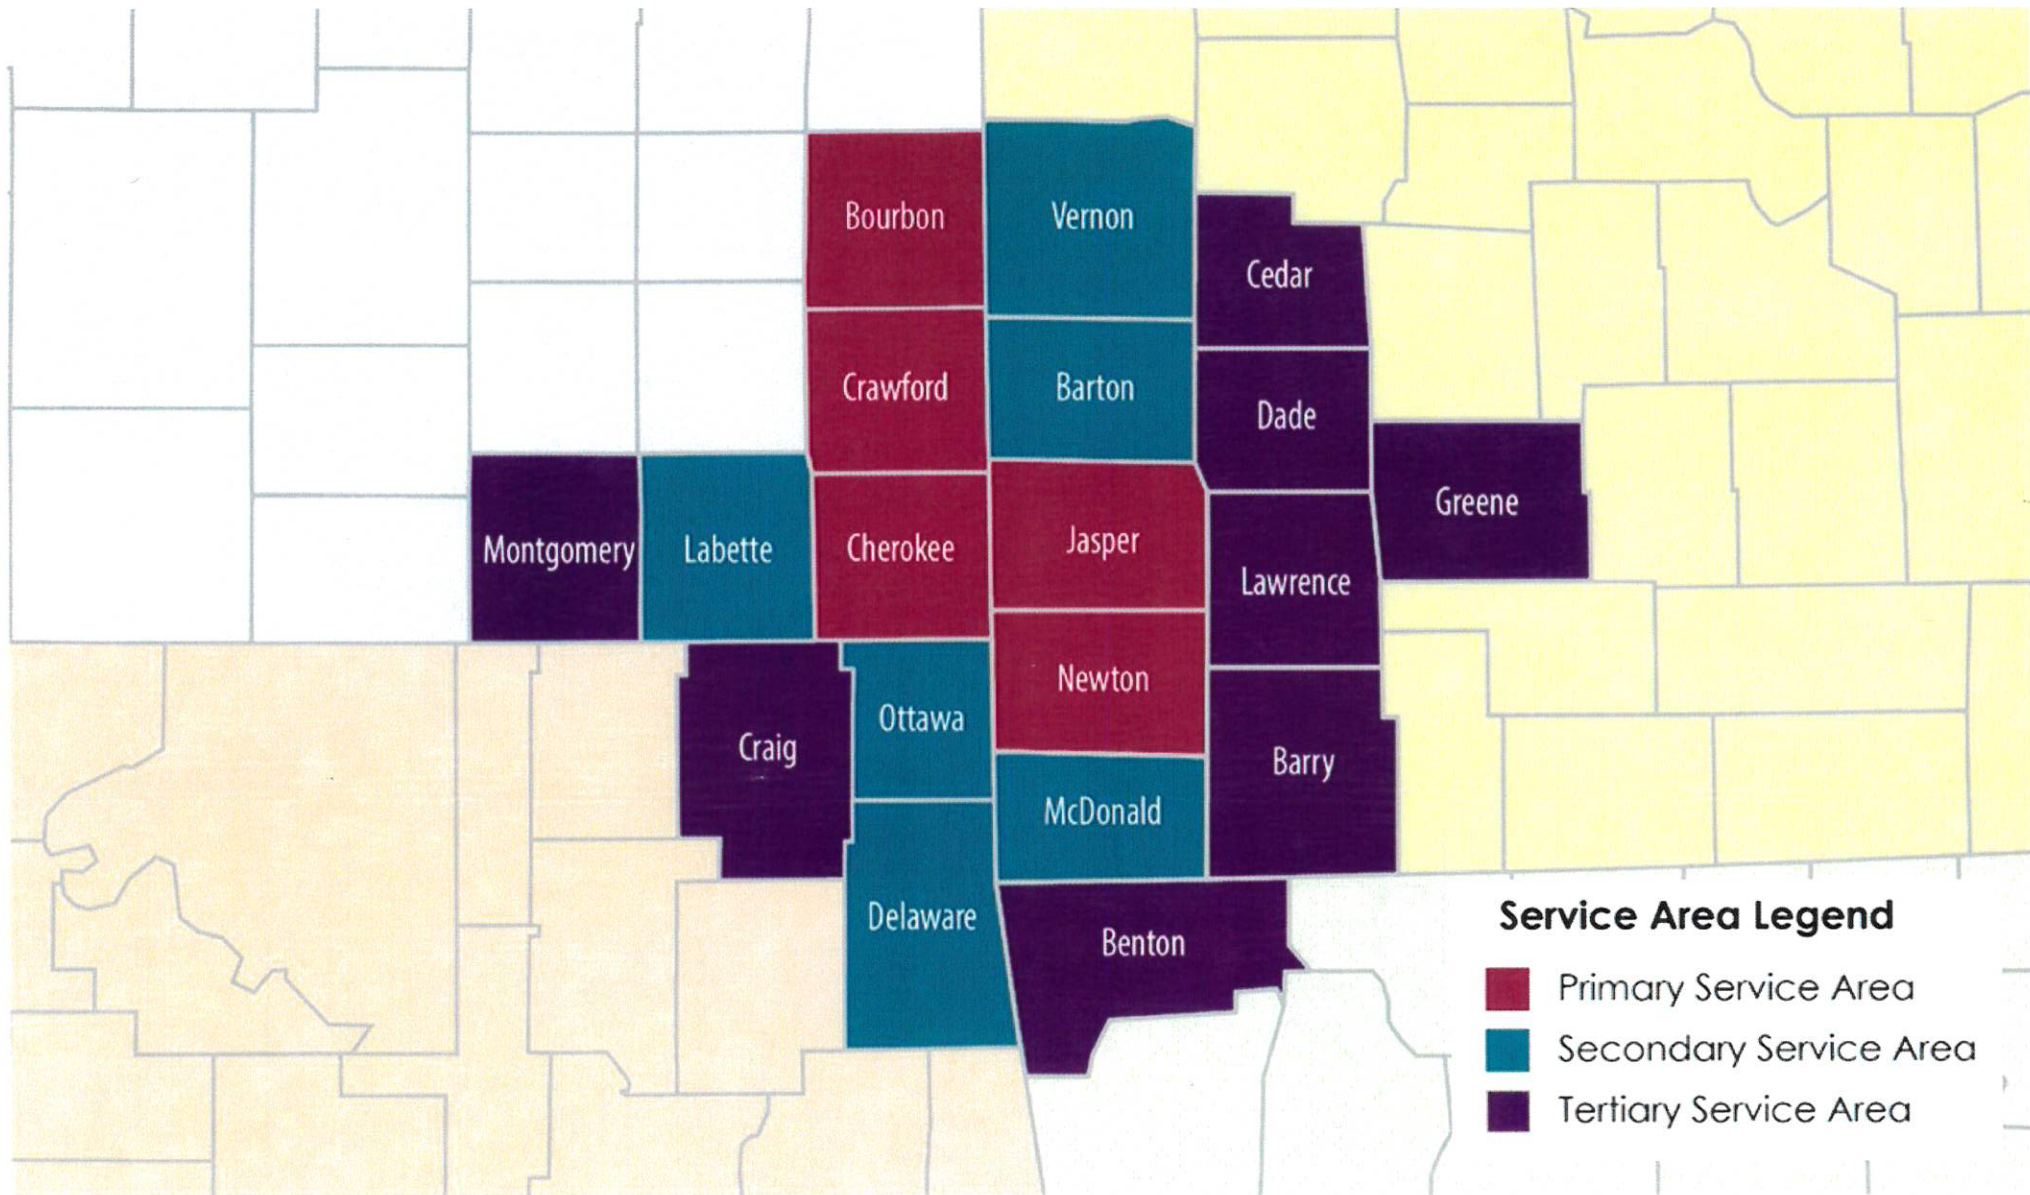 Bourbon
Vernon
Cedar
Crawford
Barton
Dade
Greene
Montgomery
Labette
Cherokee
Jasper
Lawrence
Newton
Ottawa
Craig
Barry
McDonald
Delaware
Benton
Service Area Legend
Primary Service Area
Secondary Service Area
Tertiary Service Area